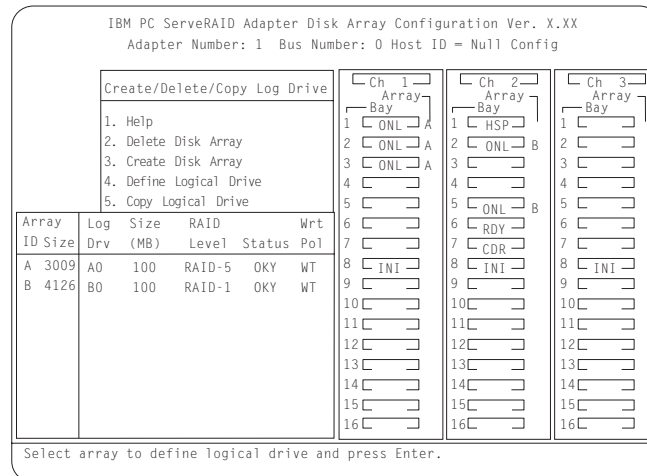 IBM PC ServeRAID Adapter Disk Array Configuration Ver. X.XX
Adapter Number: 1 Bus Number: 0 Host ID = Null Config
Create/Delete/Copy Log Drive
1. Help
2. Delete Disk Array
3. Create Disk Array
4. Define Logical Drive
5. Copy Logical Drive
Array Log Size RAID Wrt
ID Size Drv (MB) Level Status Pol
A 3009 A0 100 RAID-5 OKY WT
B 4126 B0 100 RAID-1 OKY WT
Ch 1
Array
Bay
1 ONL A
2 ONL A
3 ONL A
4
5
6
7
8 INI
9
10
11
12
13
14
15
16
Ch 2
Array
Bay
1 HSP
2 ONL B
3
4
5 ONL B
6 RDY
7 CDR
8 INI
9
10
11
12
13
14
15
16
Ch 3
Array
Bay
1
2
3
4
5
6
7
8 INI
9
10
11
12
13
14
15
16
Select array to define logical drive and press Enter.